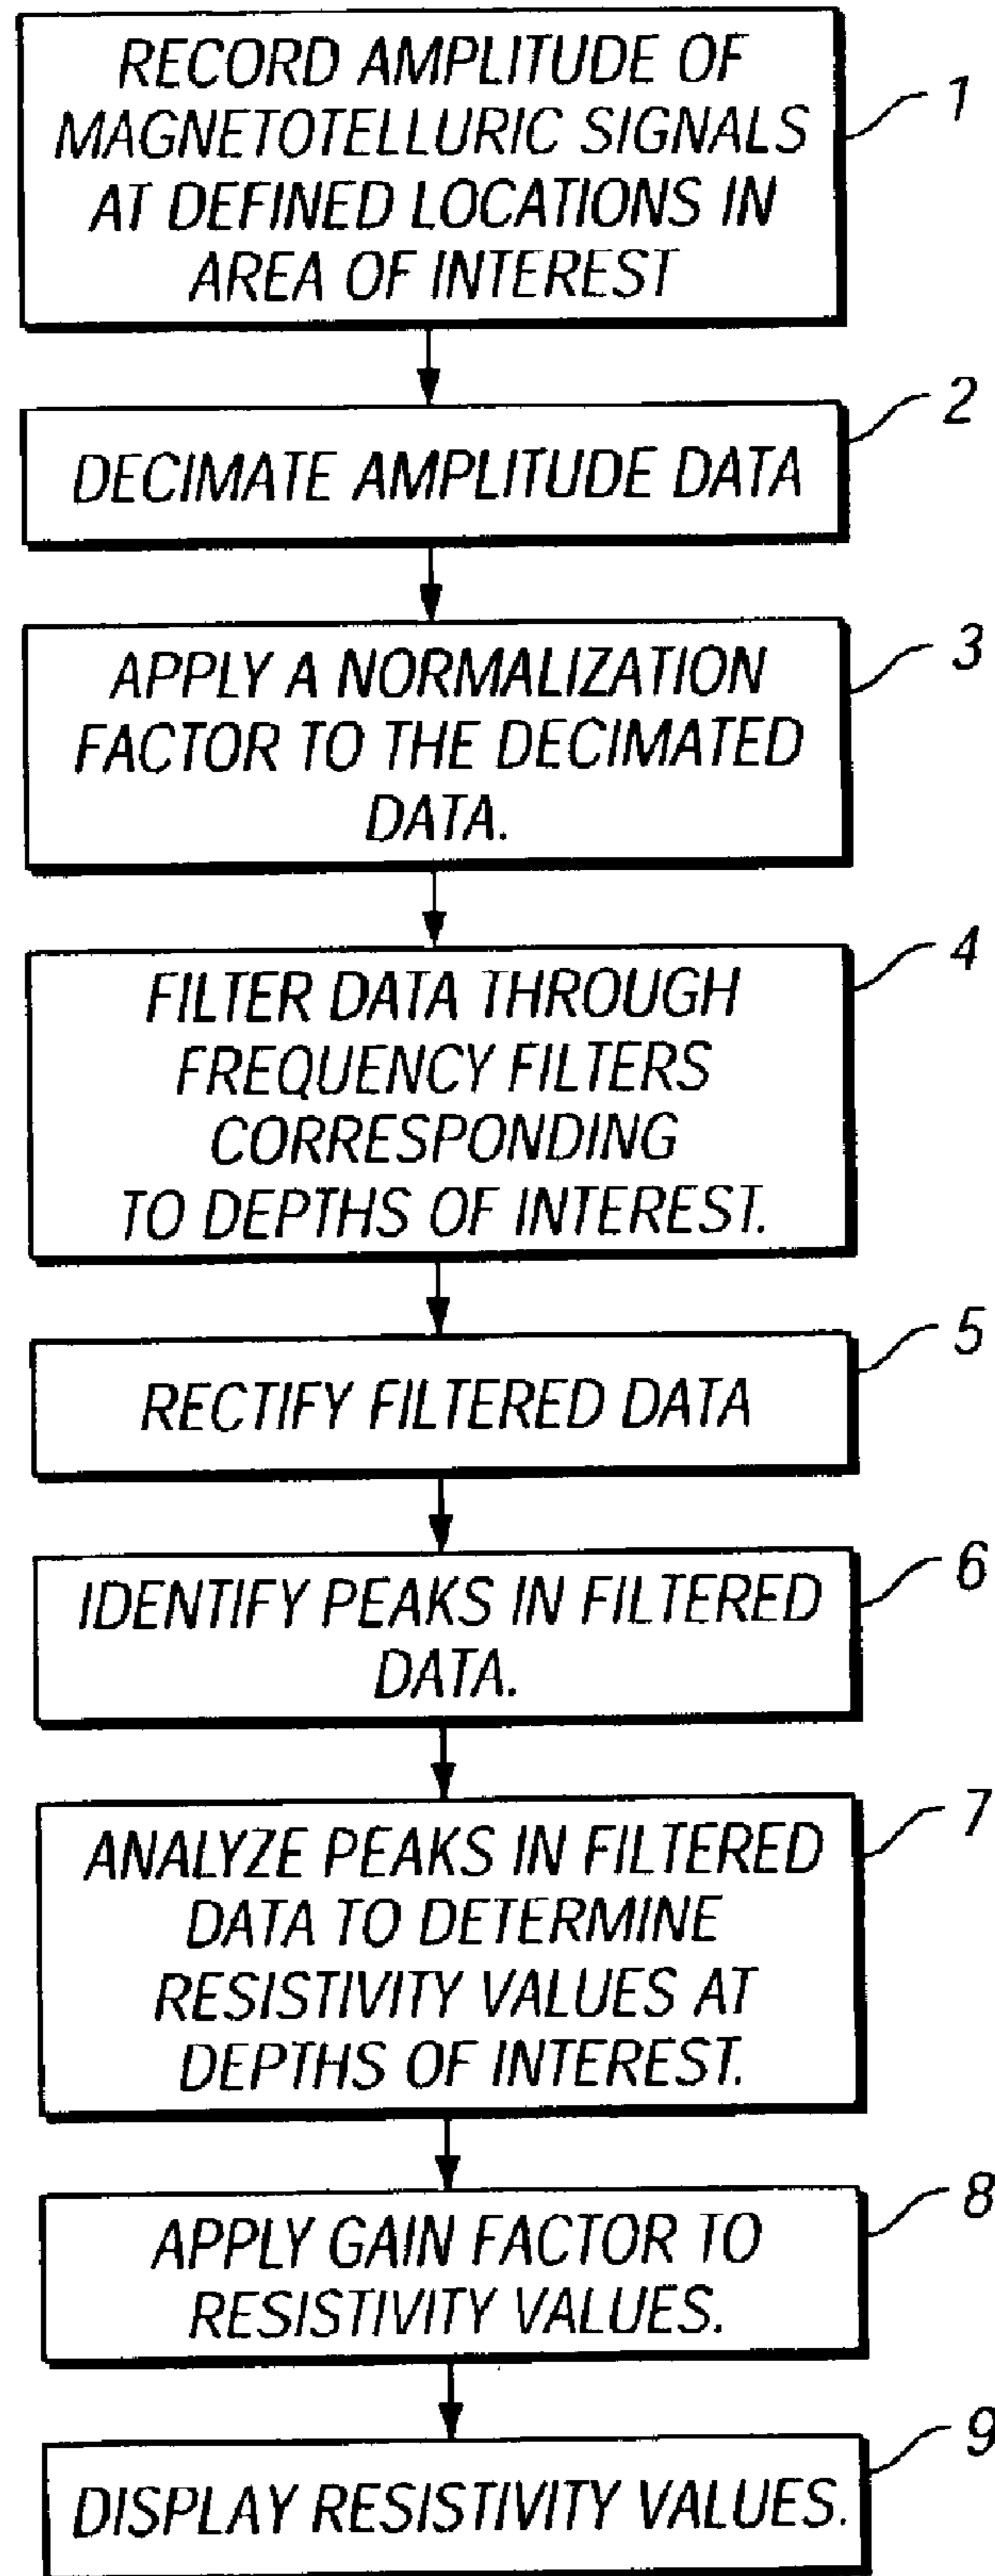 RECORD AMPLITUDE OF
MAGNETOTELLURIC SIGNALS
AT DEFINED LOCATIONS IN
AREA OF INTEREST
1
DECIMATE AMPLITUDE DATA
2
APPLY A NORMALIZATION
FACTOR TO THE DECIMATED
DATA.
3
FILTER DATA THROUGH
FREQUENCY FILTERS
CORRESPONDING
TO DEPTHS OF INTEREST.
4
RECTIFY FILTERED DATA
5
IDENTIFY PEAKS IN FILTERED
DATA.
6
ANALYZE PEAKS IN FILTERED
DATA TO DETERMINE
RESISTIVITY VALUES AT
DEPTHS OF INTEREST.
7
APPLY GAIN FACTOR TO
RESISTIVITY VALUES.
8
DISPLAY RESISTIVITY VALUES.
9